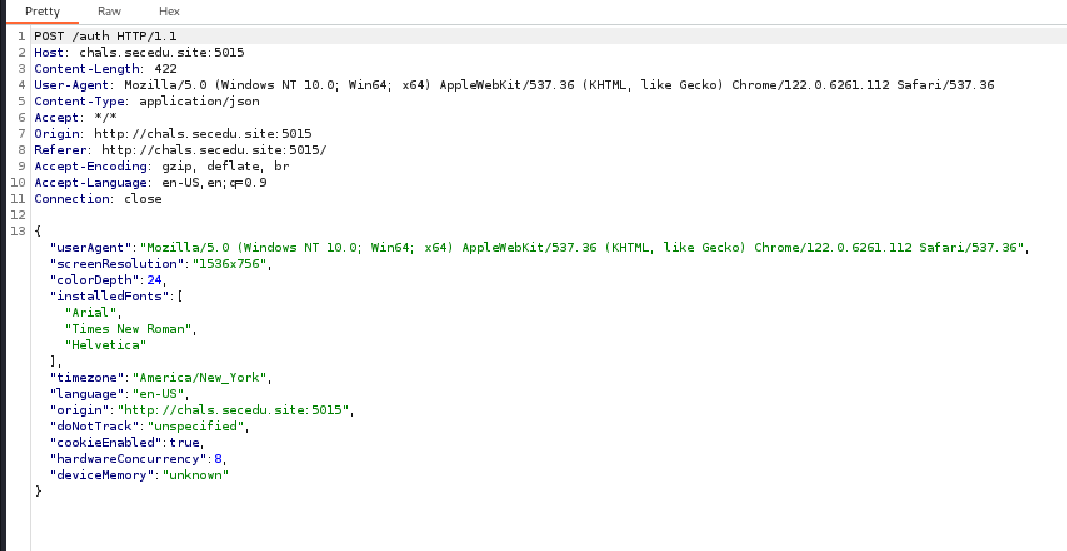 Pretty Raw Hex
1 POST /auth HTTP/1.1
2 Host: chals.secedu.site:5015
3 Content-Length: 422
4 User-Agent: Mozilla/5.0 (Windows NT 10.0; Win64; x64) AppleWebKit/537.36 (KHTML, like Gecko) Chrome/122.0.6261.112 Safari/537.36
5 Content-Type: application/json
6 Accept: */*
7 Origin: http://chals.secedu.site:5015
8 Referer: http://chals.secedu.site:5015/
9 Accept-Encoding: gzip, deflate, br
10 Accept-Language: en-US,en;q=0.9
11 Connection: close
12
13 {
"userAgent":"Mozilla/5.0 (Windows NT 10.0; Win64; x64) AppleWebKit/537.36 (KHTML, like Gecko) Chrome/122.0.6261.112 Safari/537.36",
"screenResolution":"1536x756",
"colorDepth":24,
"installedFonts":[
"Arial",
"Times New Roman",
"Helvetica"
],
"timezone":"America/New_York",
"language":"en-US",
"origin":"http://chals.secedu.site:5015",
"doNotTrack":"unspecified",
"cookieEnabled":true,
"hardwareConcurrency":8,
"deviceMemory":"unknown"
}